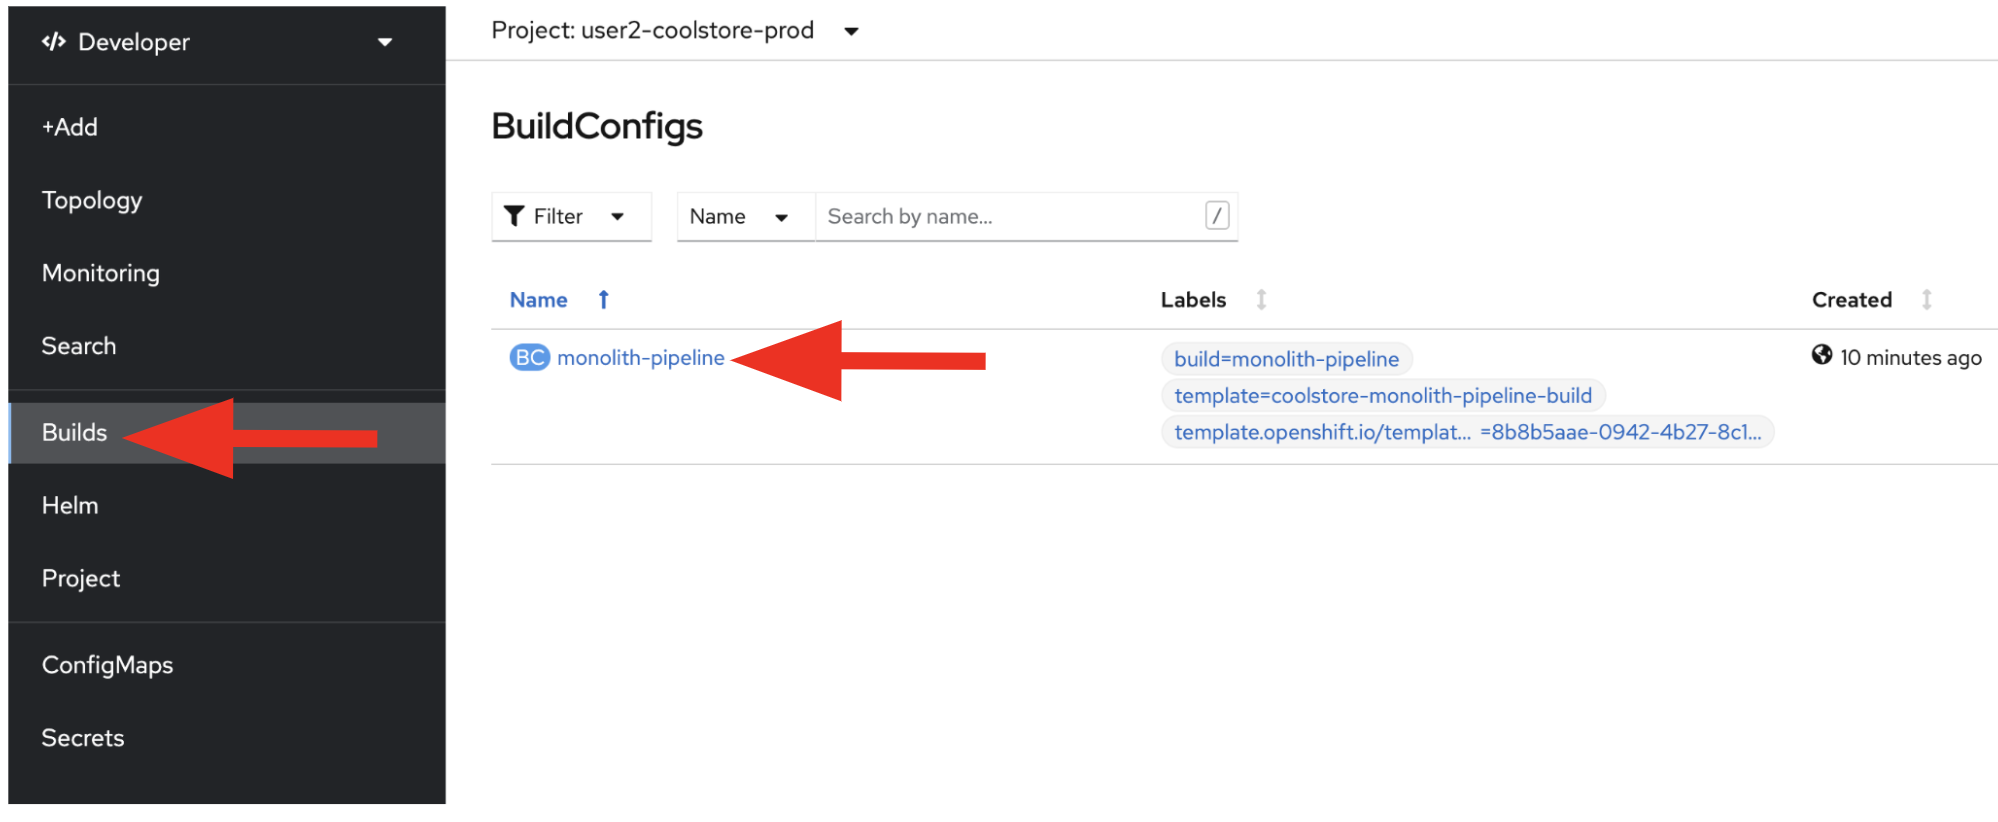 </> Developer
+Add
Topology
Monitoring
Search
Builds
Helm
Project
ConfigMaps
Secrets
Project: user2-coolstore-prod
BuildConfigs
Filter Name Search by name... /
Name Labels Created
BC monolith-pipeline build=monolith-pipeline 10 minutes ago
template=coolstore-monolith-pipeline-build
template.openshift.io/templat... =8b8b5aae-0942-4b27-8c1...